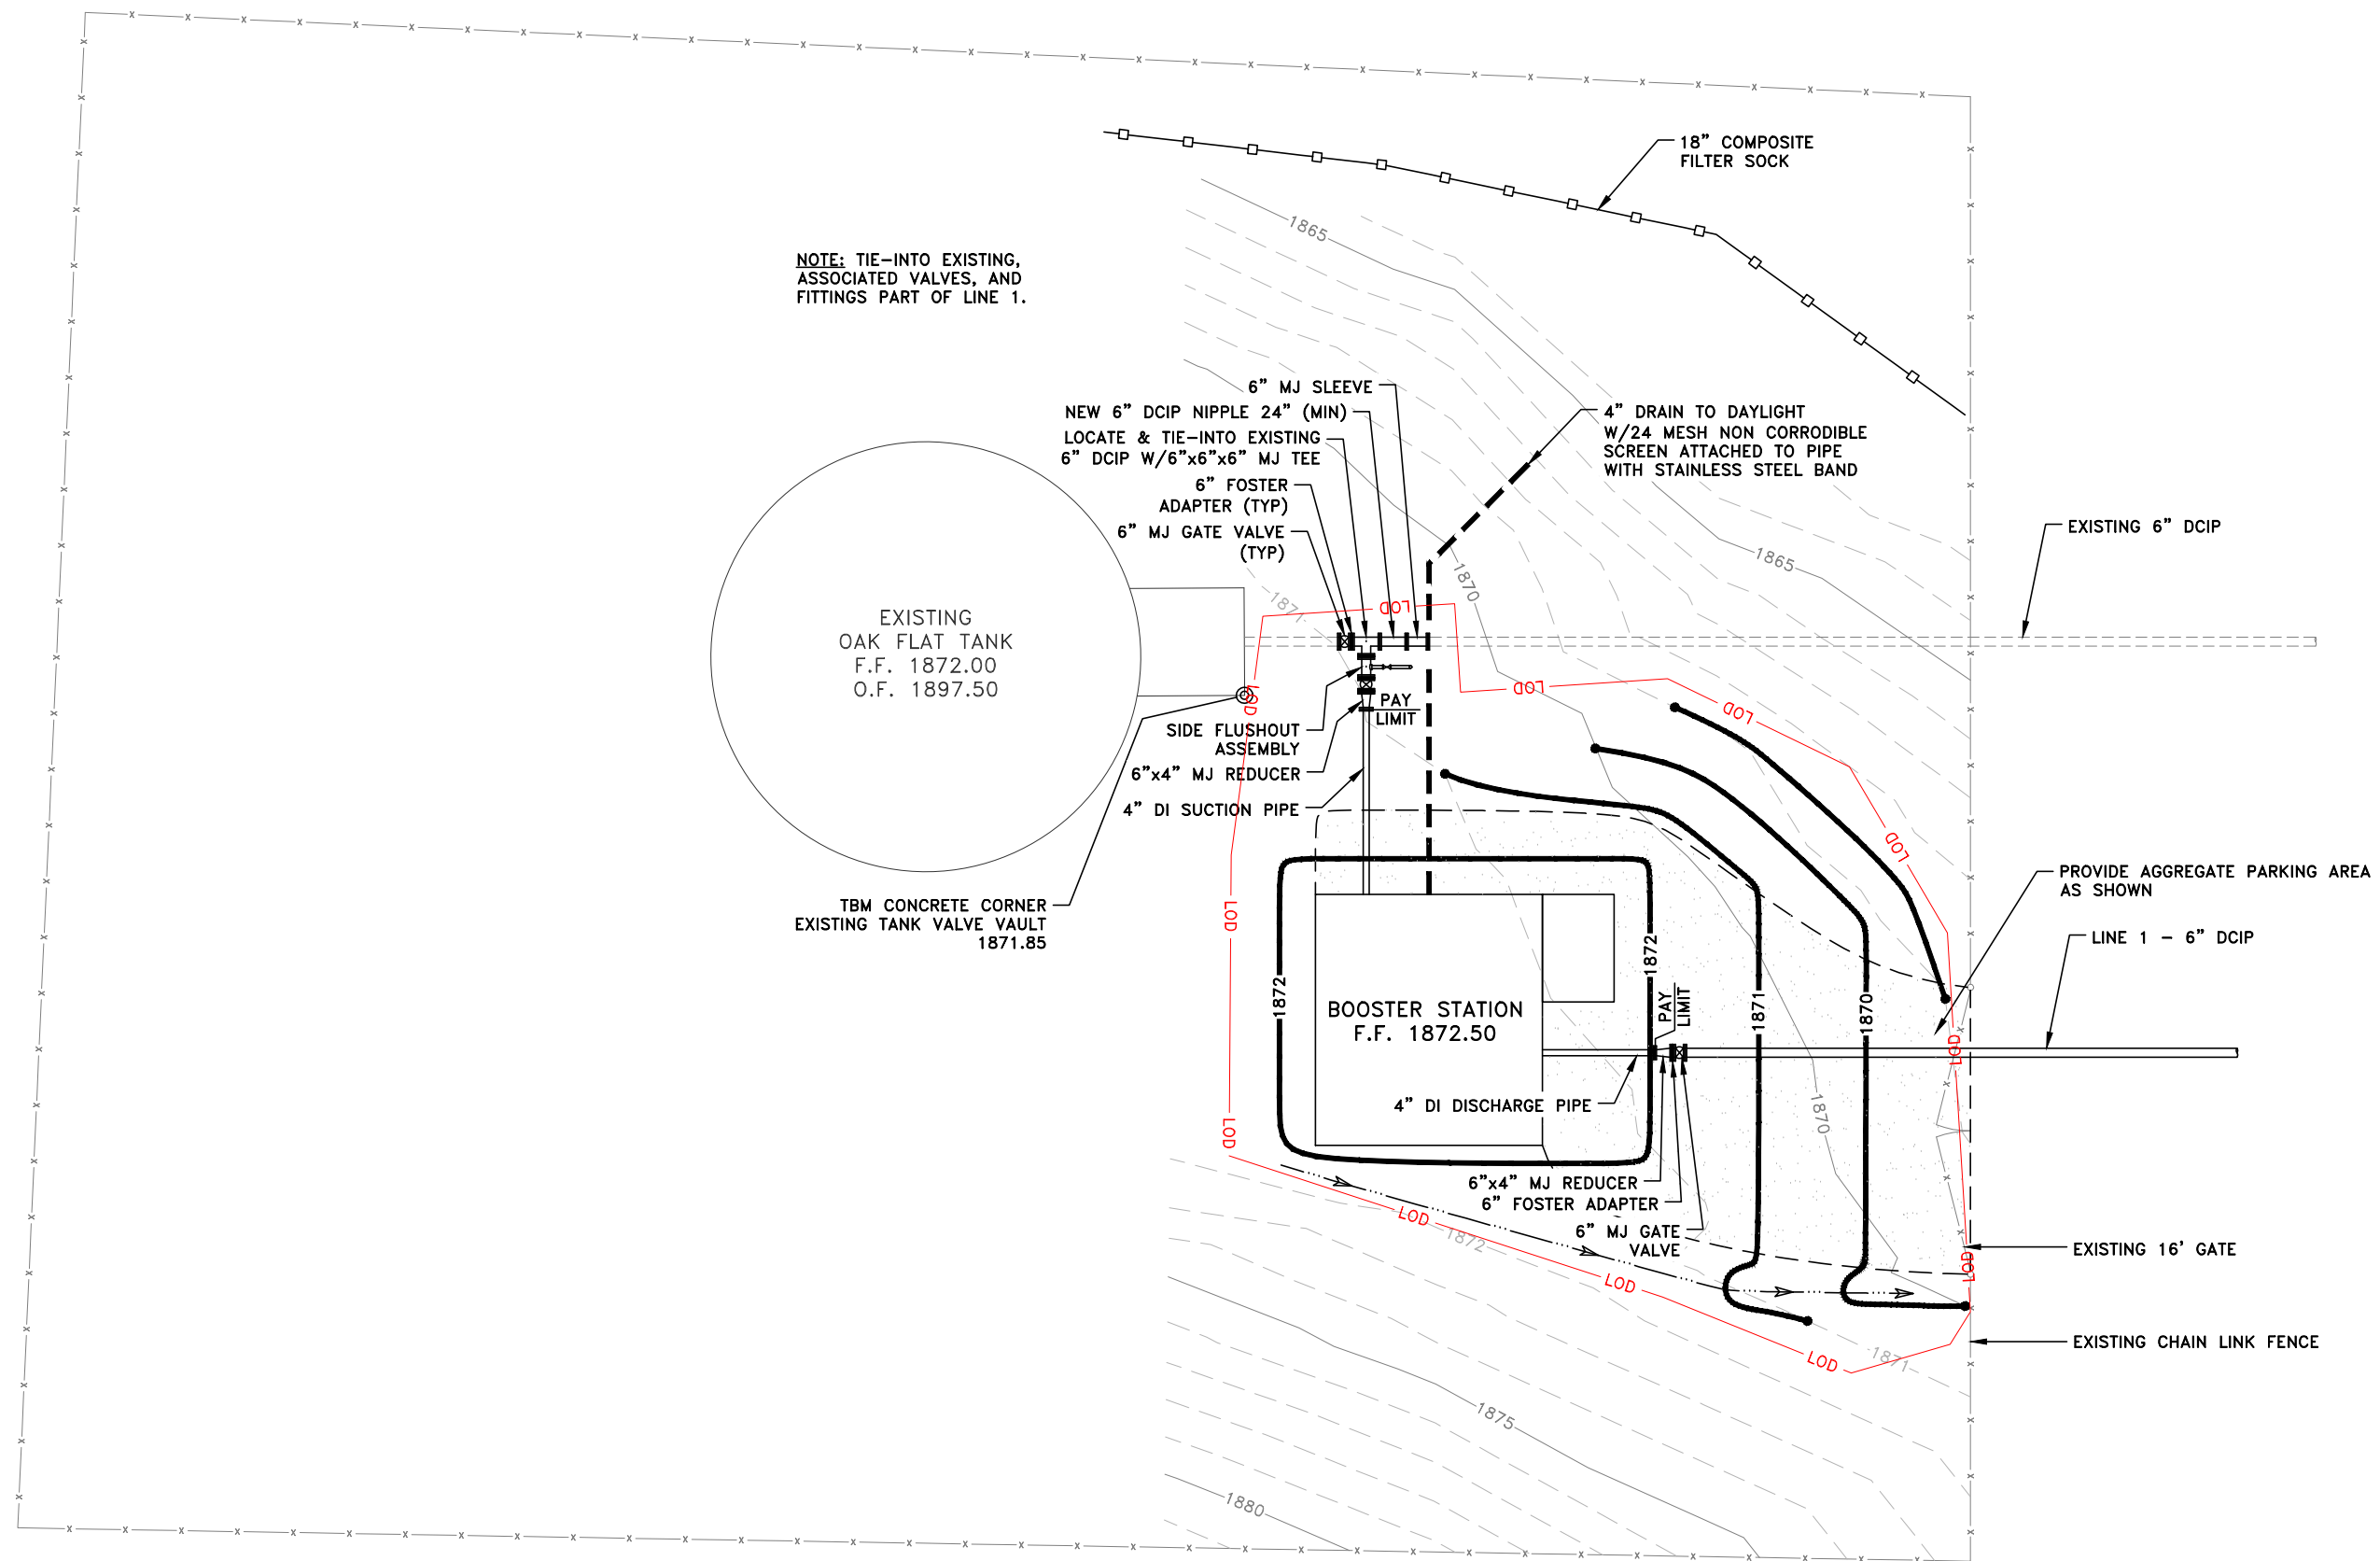 18" COMPOSITE
FILTER SOCK
1865
NOTE: TIE-INTO EXISTING,
ASSOCIATED VALVES, AND
FITTINGS PART OF LINE 1.
6" MJ SLEEVE
NEW 6" DCIP NIPPLE 24" (MIN)
LOCATE & TIE-INTO EXISTING
6" DCIP W/6"x6"x6" MJ TEE
6" FOSTER
ADAPTER (TYP)
6" MJ GATE VALVE
(TYP)
4" DRAIN TO DAYLIGHT
W/24 MESH NON CORRODIBLE
SCREEN ATTACHED TO PIPE
WITH STAINLESS STEEL BAND
EXISTING 6" DCIP
1865
1870
1871
LOD
EXISTING
OAK FLAT TANK
F.F. 1872.00
O.F. 1897.50
LOD
LOD
LOD
PAY
LIMIT
SIDE FLUSHOUT
ASSEMBLY
6"x4" MJ REDUCER
4" DI SUCTION PIPE
LOD
PROVIDE AGGREGATE PARKING AREA
AS SHOWN
TBM CONCRETE CORNER
EXISTING TANK VALVE VAULT
1871.85
LOD
LINE 1 - 6" DCIP
1872
1872
PAY
LIMIT
1871
1870
BOOSTER STATION
F.F. 1872.50
LOD
4" DI DISCHARGE PIPE
1870
LOD
6"x4" MJ REDUCER
6" FOSTER ADAPTER
6" MJ GATE
VALVE
LOD
1872
EXISTING 16' GATE
LOD
LOD
EXISTING CHAIN LINK FENCE
LOD
1871
1875
1880